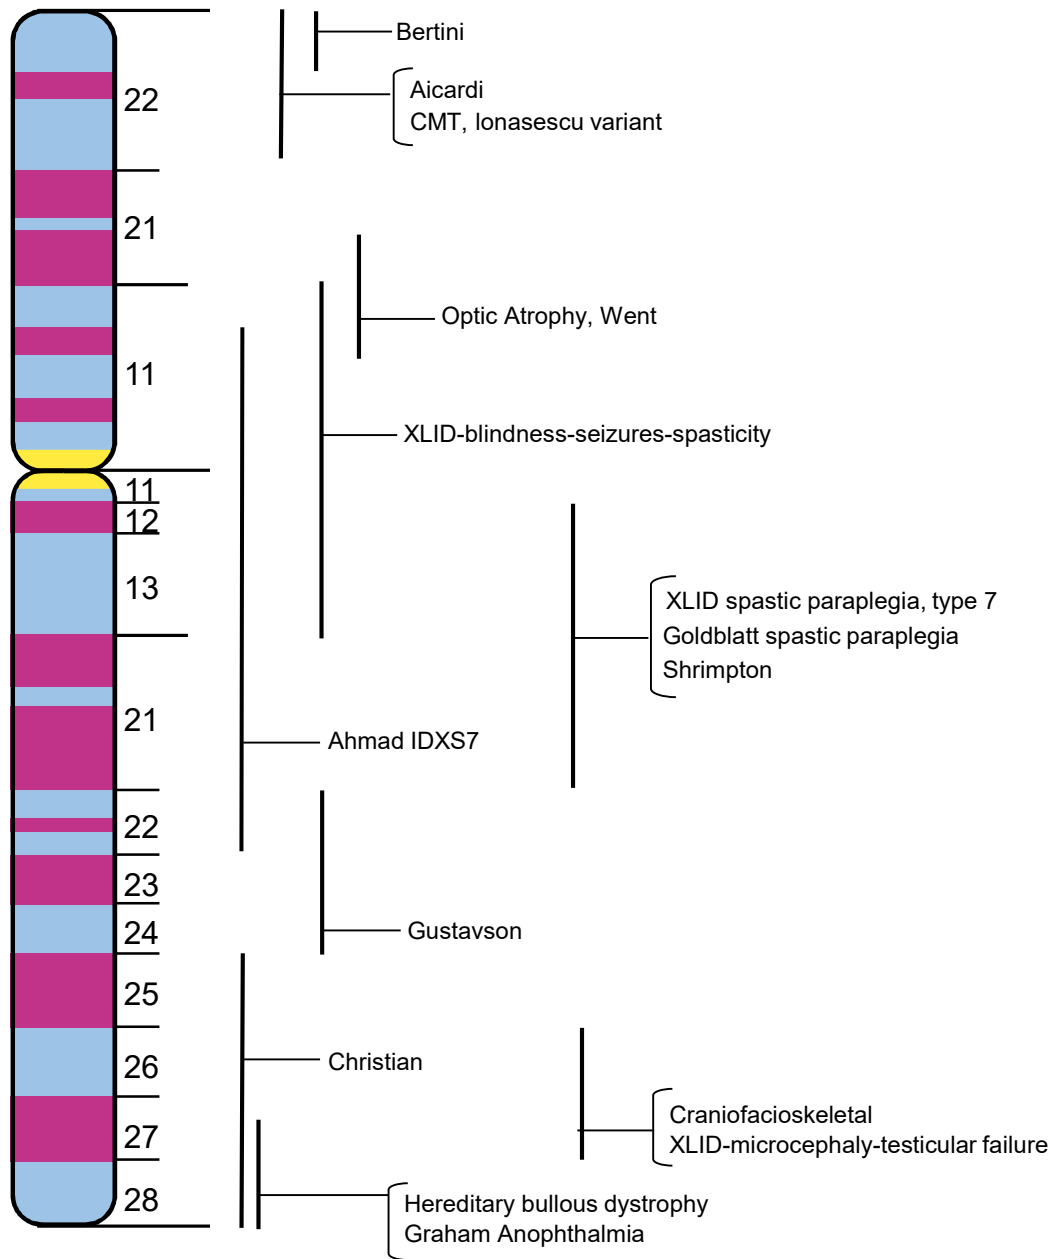 Bertini
Aicardi
CMT, Ionasescu variant
22
21
Optic Atrophy, Went
11
XLID-blindness-seizures-spasticity
11
12
13
XLID spastic paraplegia, type 7
Goldblatt spastic paraplegia
Shrimpton
21
Ahmad IDXS7
22
23
24
Gustavson
25
26
Christian
Craniofacioskeletal
27
XLID-microcephaly-testicular failure
28
Hereditary bullous dystrophy
Graham Anophthalmia